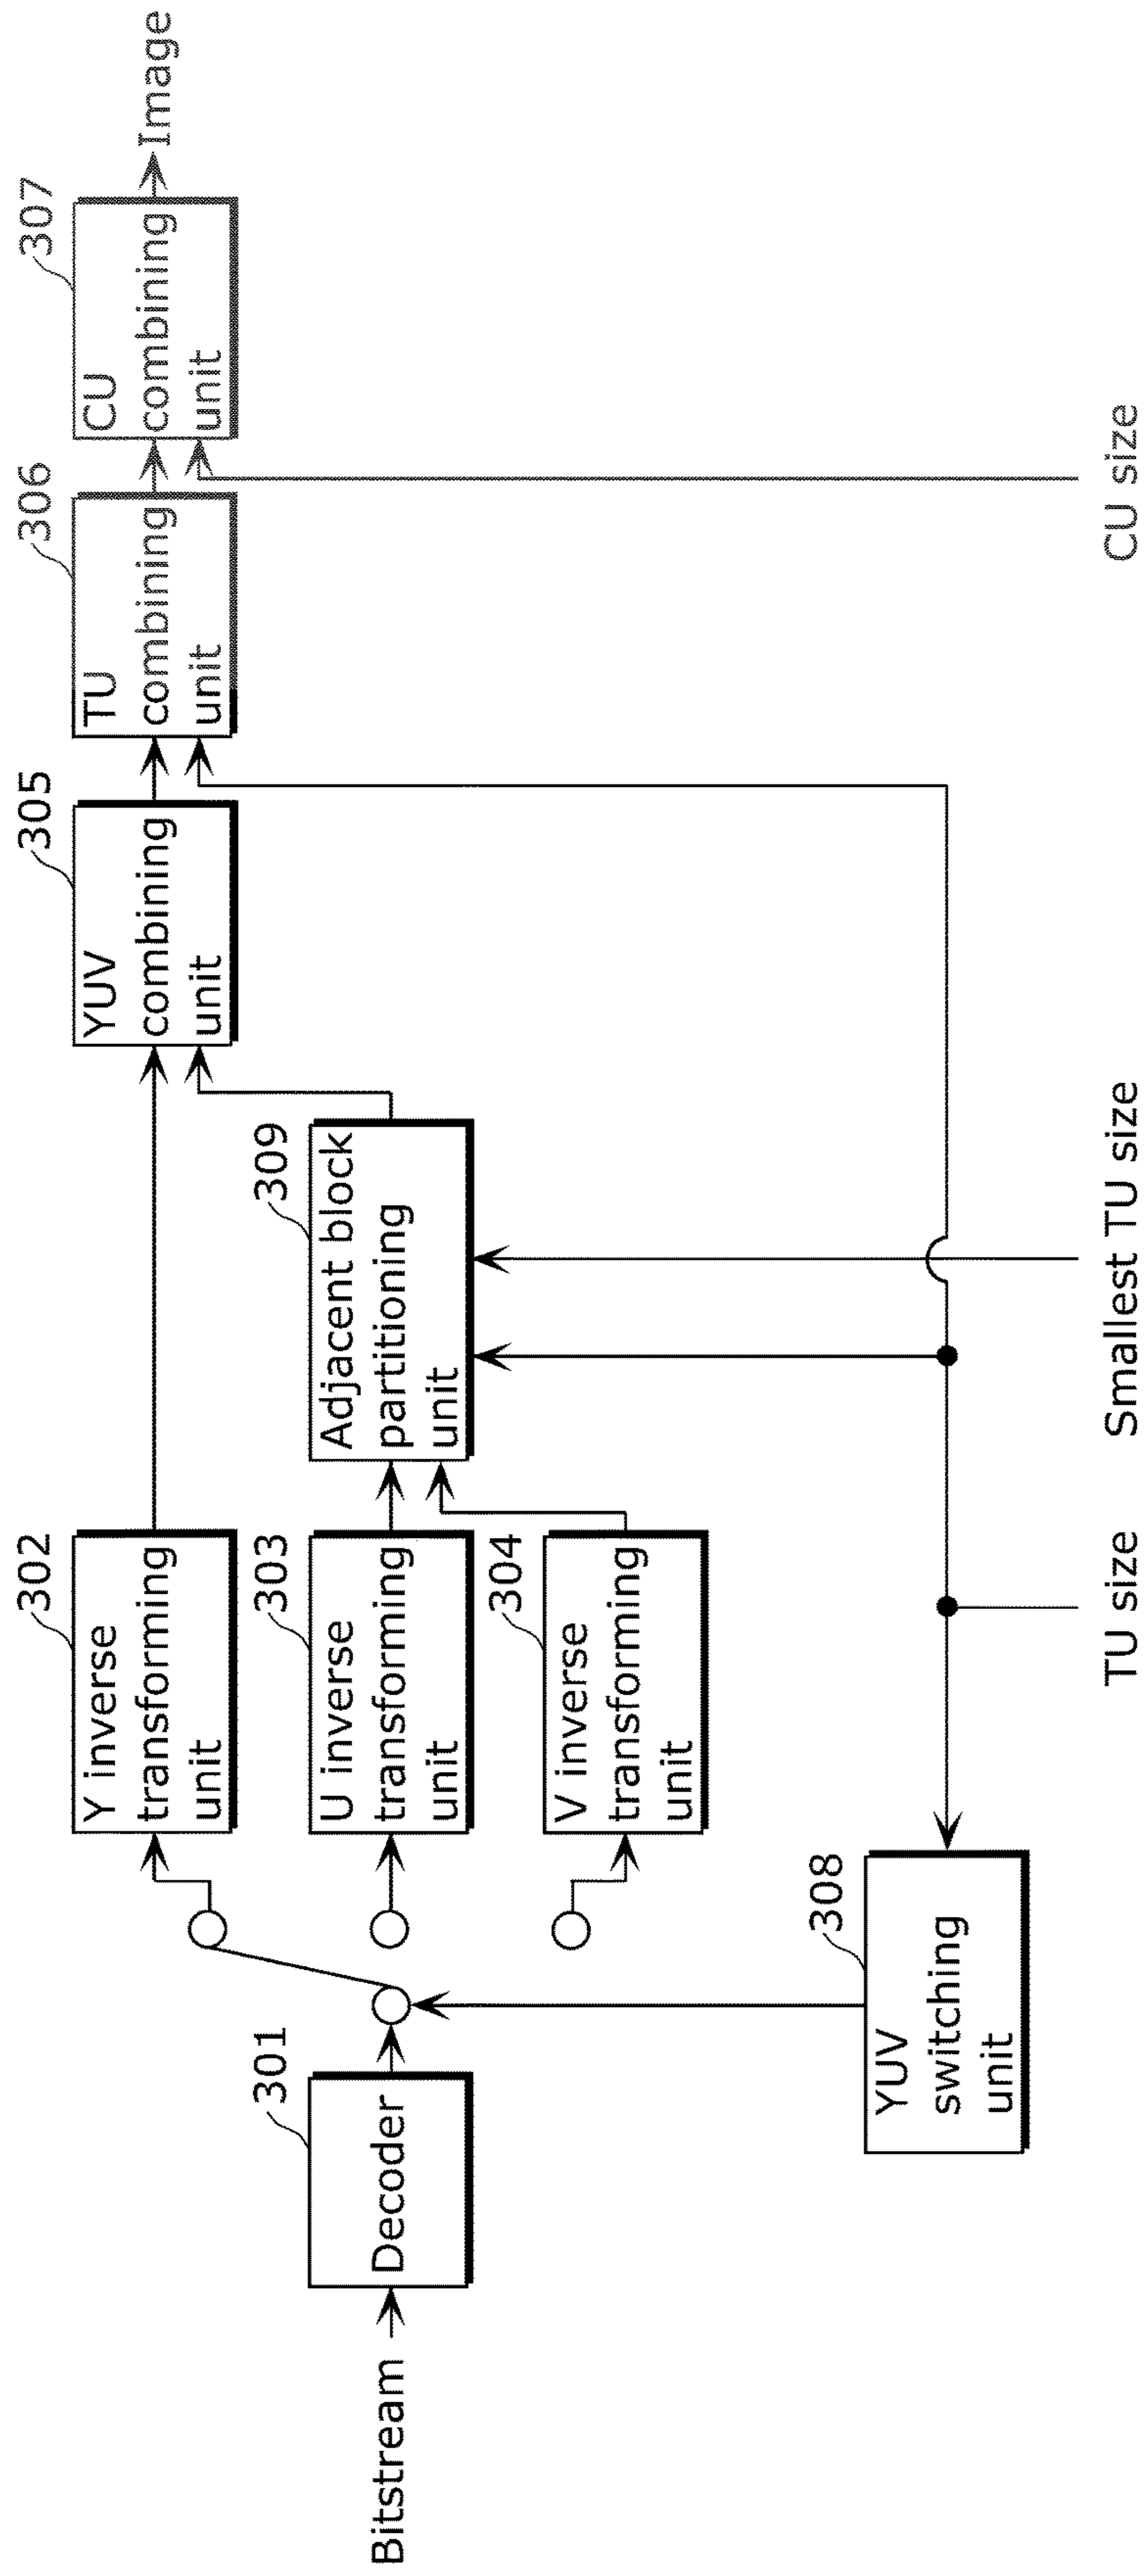 Bitstream
301
Decoder
302
Y inverse
transforming
unit
303
U inverse
transforming
unit
304
V inverse
transforming
unit
308
YUV
switching
unit
309
Adjacent block
partitioning
unit
305
YUV
combining
unit
306
TU
combining
unit
307
CU
combining
unit
Image
TU size
Smallest TU size
CU size